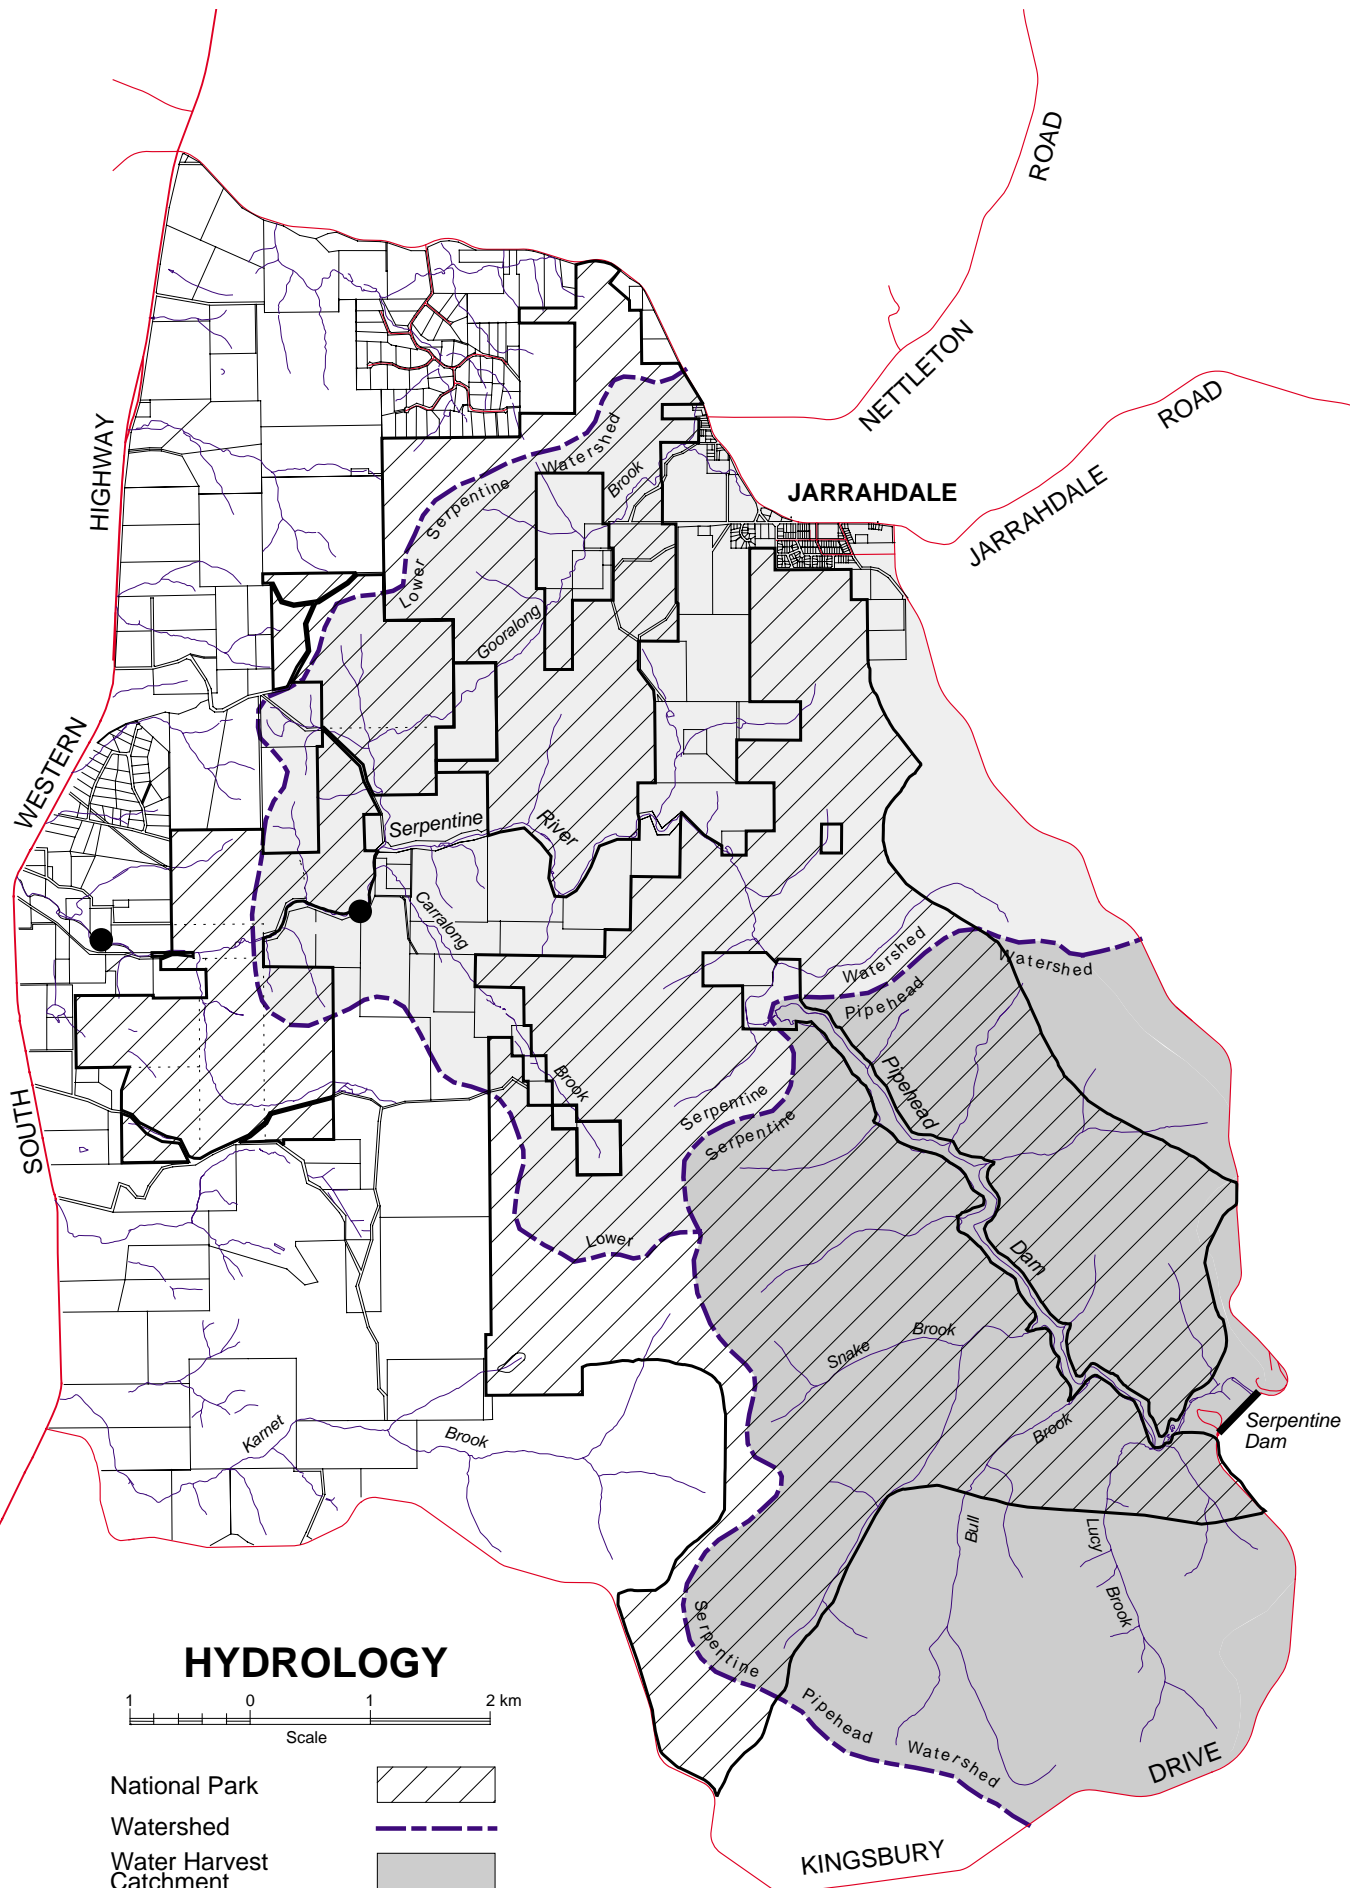 ROAD
NETTLETON
ROAD
JARRAHDALE
HIGHWAY
JARRAHDALE
Lower Serpentine Watershed
Brook
Gooralong
WESTERN
Serpentine
River
Carralong
Watershed
Watershed
Pipehead
Pipehead
Brook
Serpentine
Serpentine
SOUTH
Lower
Dam
Snake Brook
Brook
Serpentine
Dam
Karnet
Brook
Bull
Lucy
Brook
Serpentine Pipehead Watershed
DRIVE
KINGSBURY
HYDROLOGY
1 0 1 2 km
Scale
National Park
Watershed
Water Harvest
Catchment